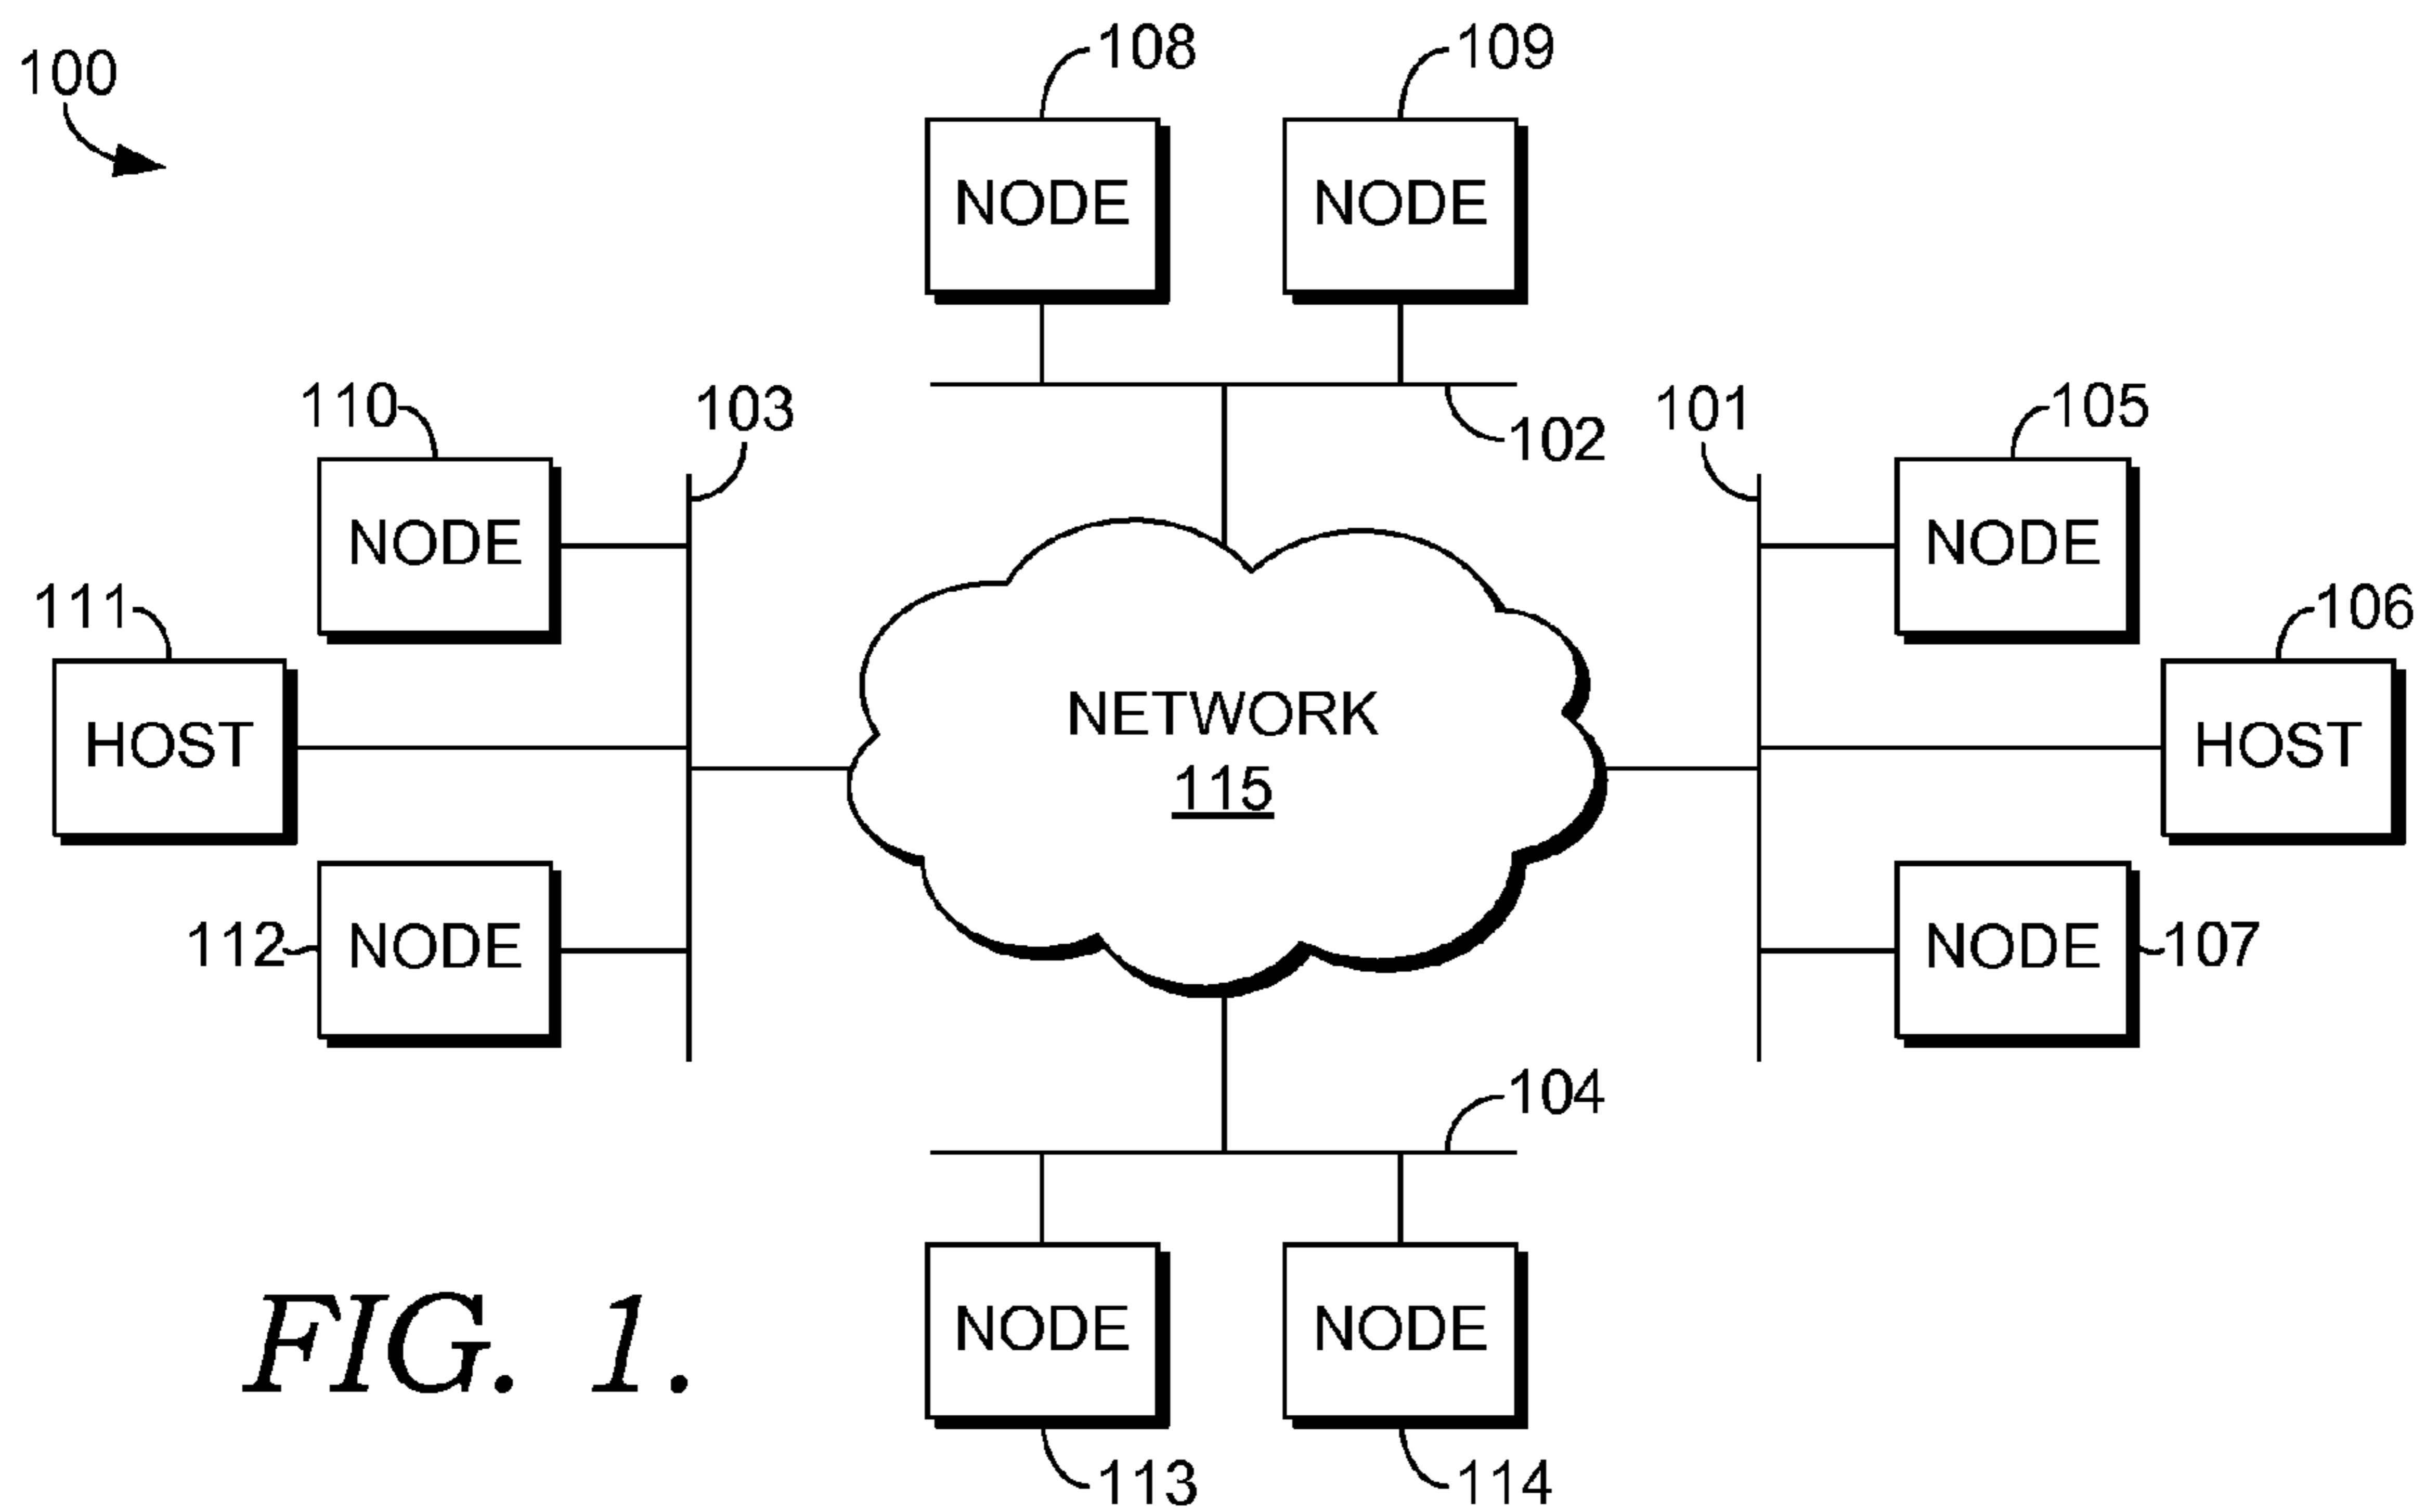 100
108
109
NODE
NODE
110
103
102
101
105
NODE
NODE
111
106
HOST
NETWORK
115
HOST
112
NODE
NODE
107
104
NODE
NODE
FIG. 1.
113
114